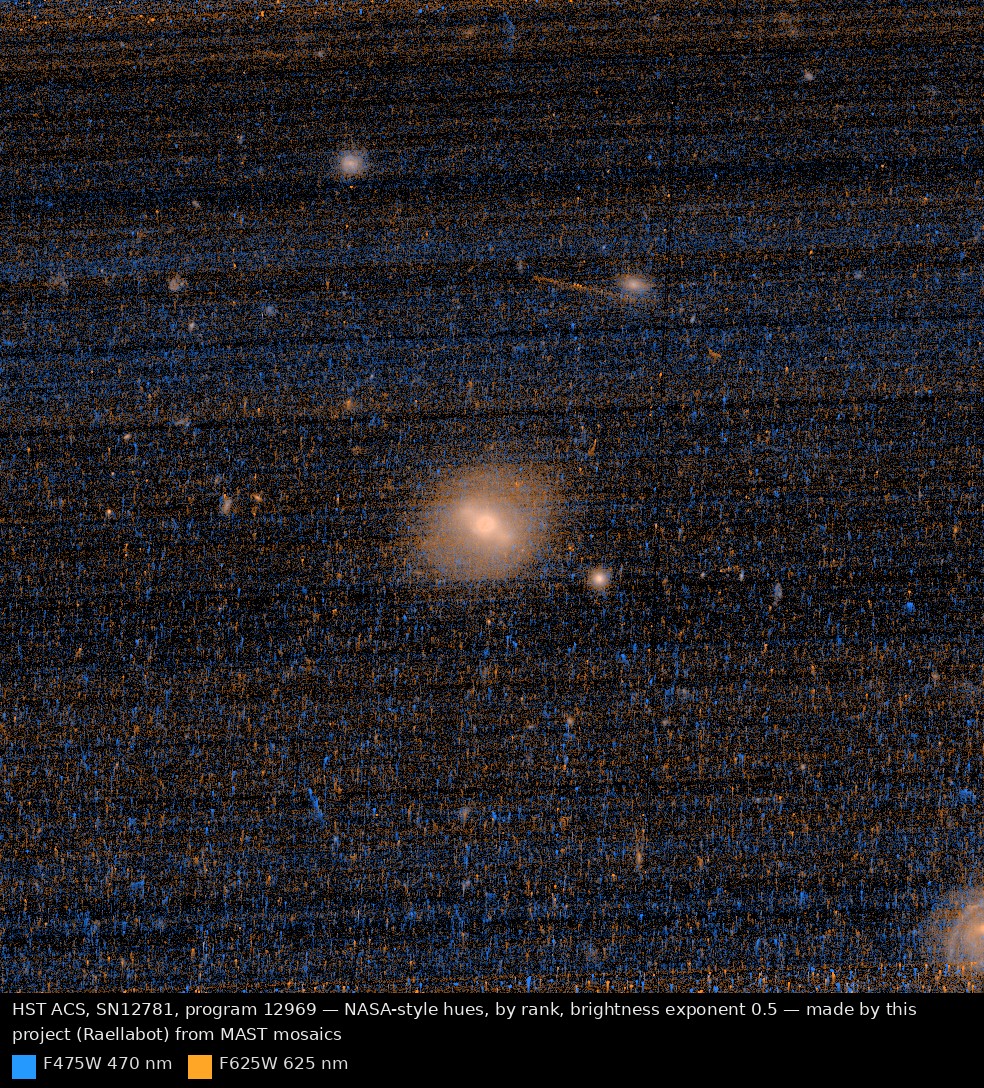 HST ACS, SN12781, program 12969 — NASA-style hues, by rank, brightness exponent 0.5 — made by this
project (Raellabot) from MAST mosaics
F475W 470 nm F625W 625 nm